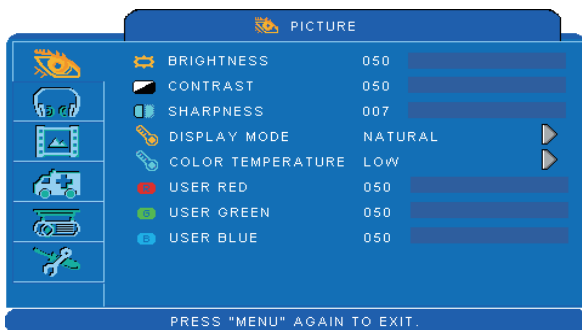 PICTURE
BRIGHTNESS 050
CONTRAST 050
SHARPNESS 007
DISPLAY MODE NATURAL
COLOR TEMPERATURE LOW
R USER RED 050
G USER GREEN 050
B USER BLUE 050
PRESS "MENU" AGAIN TO EXIT.